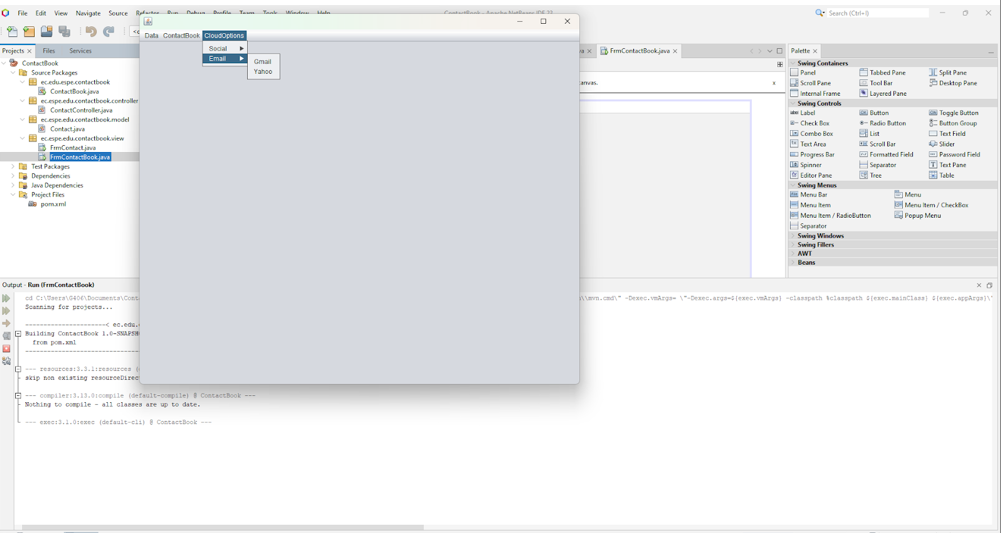 File Edit View Navigate Source Refactor Run Debug Profile Team Tools Window Help
ContactBook - Apache NetBeans IDE 22
Search (Ctrl+I)
Projects
Files
Services
ContactBook
Source Packages
ec.edu.espe.contactbook
ContactBook.java
ec.espe.edu.contactbook.controller
ContactController.java
ec.espe.edu.contactbook.model
Contact.java
ec.espe.edu.contactbook.view
FrmContact.java
FrmContactBook.java
Test Packages
Dependencies
Java Dependencies
Project Files
pom.xml
Data ContactBook CloudOptions
Social
Email
Gmail
Yahoo
FrmContactBook.java
canvas.
Palette
Swing Containers
Panel Tabbed Pane Split Pane
Scroll Pane Tool Bar Desktop Pane
Internal Frame Layered Pane
Swing Controls
Label Button Toggle Button
Check Box Radio Button Button Group
Combo Box List Text Field
Text Area Scroll Bar Slider
Progress Bar Formatted Field Password Field
Spinner Separator Text Pane
Editor Pane Tree Table
Swing Menus
Menu Bar Menu
Menu Item Menu Item / CheckBox
Menu Item / RadioButton Popup Menu
Separator
Swing Windows
Swing Fillers
AWT
Beans
Output - Run (FrmContactBook)
cd C:\Users\G406\Documents\Cont
\\mvn.cmd\" -Dexec.vmArgs= \"-Dexec.args=${exec.vmArgs} -classpath %classpath ${exec.mainClass} ${exec.appArgs}\"
Scanning for projects...
-----------------------< ec.edu.
Building ContactBook 1.0-SNAPSH
from pom.xml
--- resources:3.3.1:resources
skip non existing resourceDirec
--- compiler:3.13.0:compile (default-compile) @ ContactBook ---
Nothing to compile - all classes are up to date.
--- exec:3.1.0:exec (default-cli) @ ContactBook ---